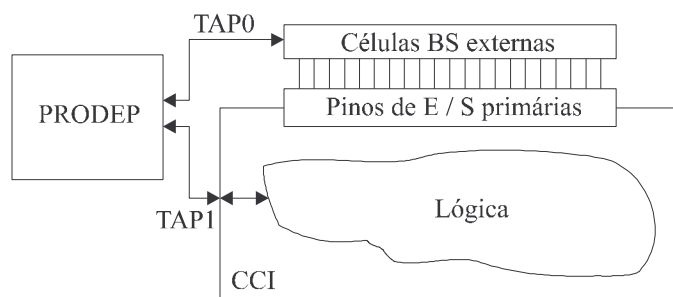 TAP0
Células BS externas
PRODEP
Pinos de E / S primárias
Lógica
TAP1
CCI